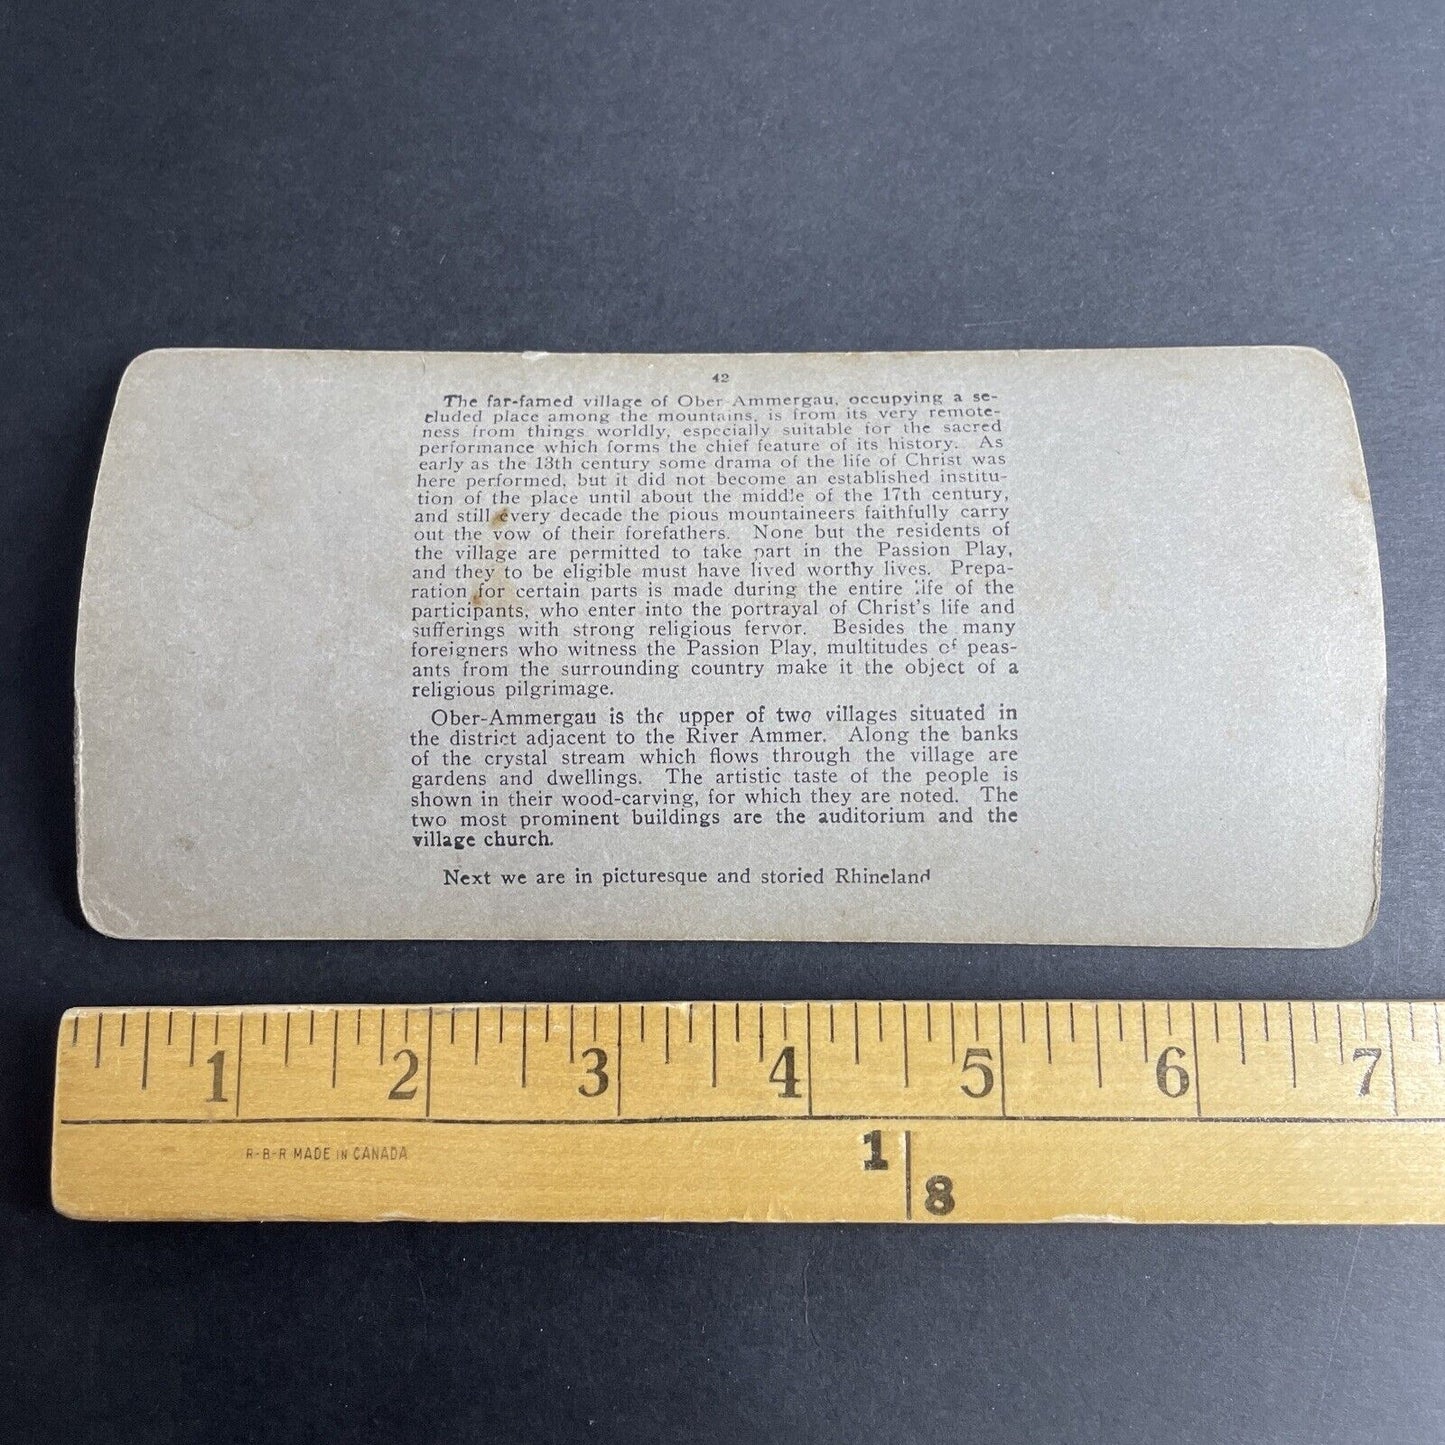 42
The far-famed village of Ober Ammergau, occupying a se-
cluded place among the mountains, is from its very remote-
ness from things worldly, especially suitable for the sacred
performance which forms the chief feature of its history. As
early as the 13th century some drama of the life of Christ was
here performed, but it did not become an established institu-
tion of the place until about the middle of the 17th century,
and still every decade the pious mountaineers faithfully carry
out the vow of their forefathers. None but the residents of
the village are permitted to take part in the Passion Play,
and they to be eligible must have lived worthy lives. Prepa-
ration for certain parts is made during the entire life of the
participants, who enter into the portrayal of Christ's life and
sufferings with strong religious fervor. Besides the many
foreigners who witness the Passion Play, multitudes of peas-
ants from the surrounding country make it the object of a
religious pilgrimage.
Ober-Ammergau is the upper of two villages situated in
the district adjacent to the River Ammer. Along the banks
of the crystal stream which flows through the village are
gardens and dwellings. The artistic taste of the people is
shown in their wood-carving, for which they are noted. The
two most prominent buildings are the auditorium and the
village church.
Next we are in picturesque and storied Rhineland
1 2 3 4 5 6 7
R-B-R MADE IN CANADA
1
8